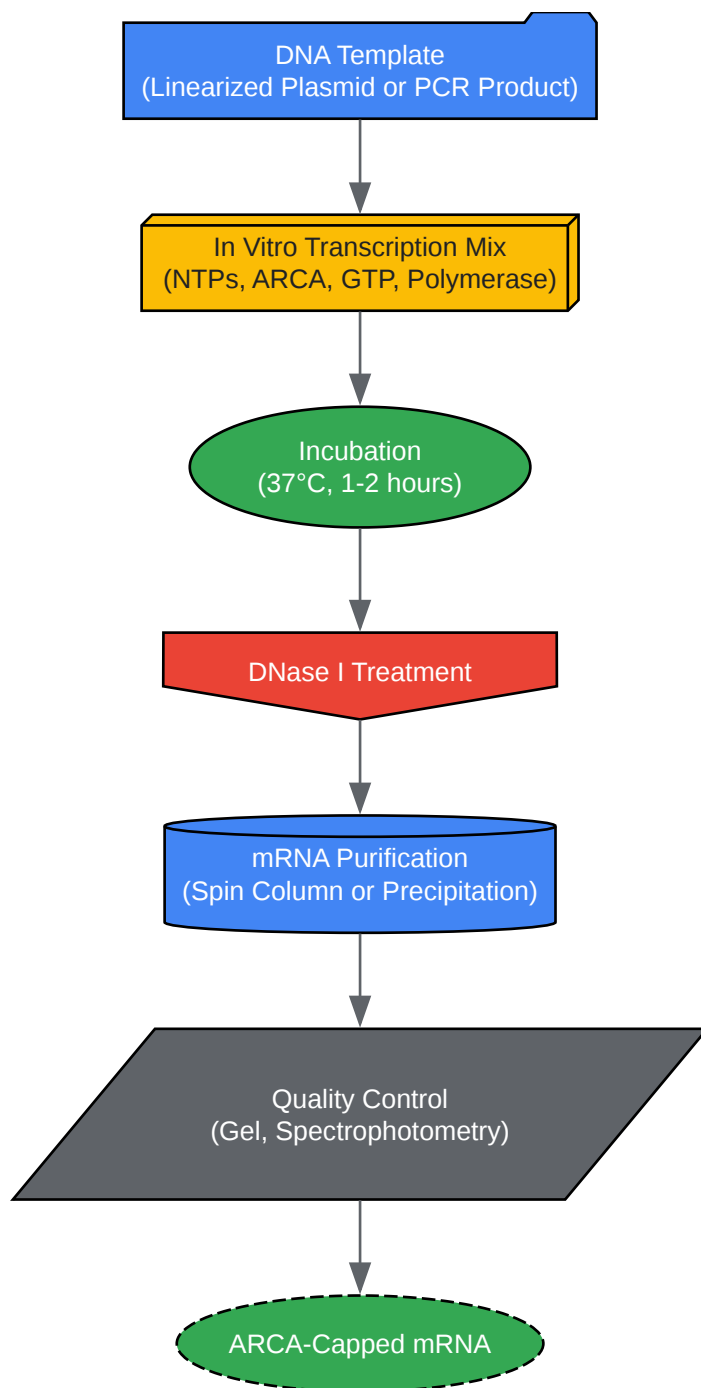 DNA Template
(Linearized Plasmid or PCR Product)
In Vitro Transcription Mix
(NTPs, ARCA, GTP, Polymerase)
Incubation
(37°C, 1-2 hours)
DNase I Treatment
mRNA Purification
(Spin Column or Precipitation)
Quality Control
(Gel, Spectrophotometry)
ARCA-Capped mRNA